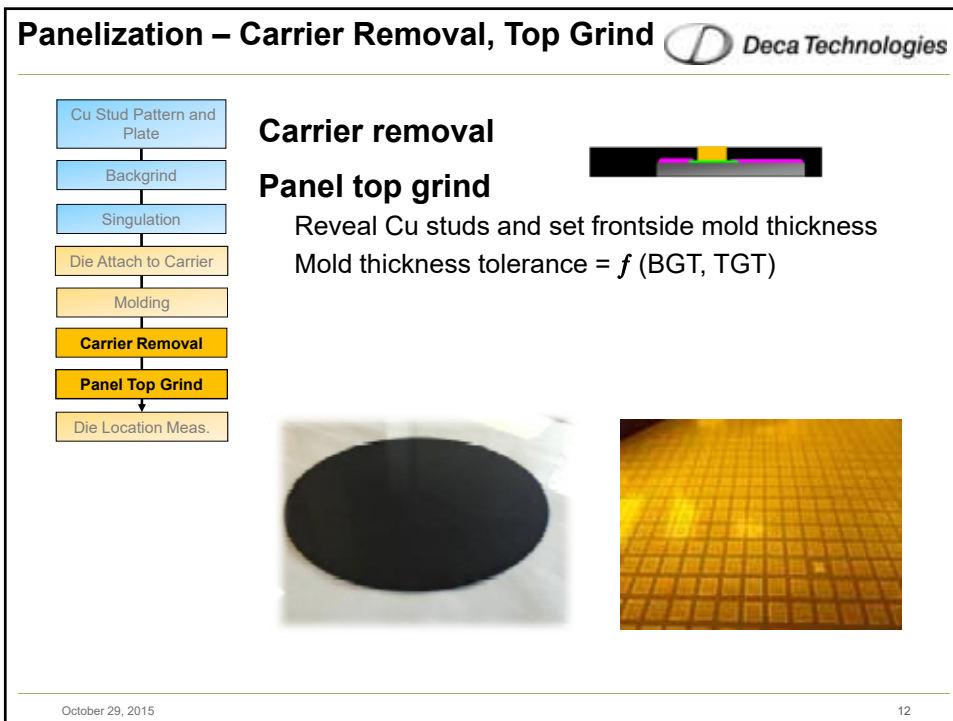 Panelization – Carrier Removal, Top Grind
Deca Technologies
Cu Stud Pattern and
Plate
Backgrind
Singulation
Die Attach to Carrier
Molding
Carrier Removal
Panel Top Grind
Die Location Meas.
Carrier removal
Panel top grind
Reveal Cu studs and set frontside mold thickness
Mold thickness tolerance = f (BGT, TGT)
October 29, 2015
12